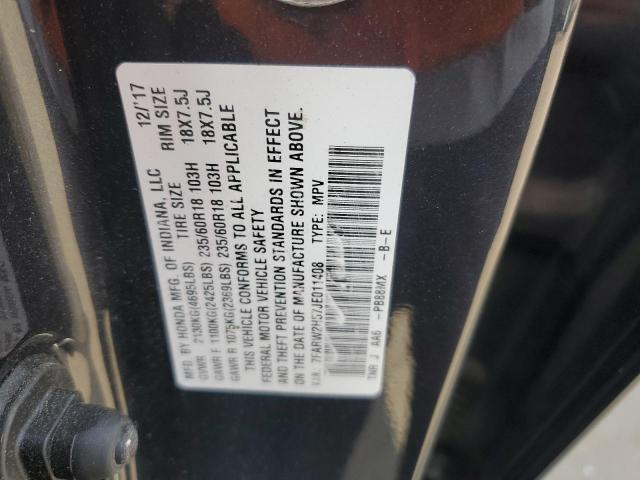 MFD. BY HONDA MFG. OF INDIANA, LLC 12/'17
GVWR 2130KG(4695LBS) TIRE SIZE RIM SIZE
GAWR F 1100KG(2425LBS) 235/60R18 103H 18X7.5J
GAWR R 1075KG(2369LBS) 235/60R18 103H 18X7.5J
THIS VEHICLE CONFORMS TO ALL APPLICABLE
FEDERAL MOTOR VEHICLE SAFETY
AND THEFT PREVENTION STANDARDS IN EFFECT
ON THE DATE OF MANUFACTURE SHOWN ABOVE.
V.I.N. 7FARW2H57JE011408 TYPE: MPV
TNR J AA6 -PB88MX -B-E